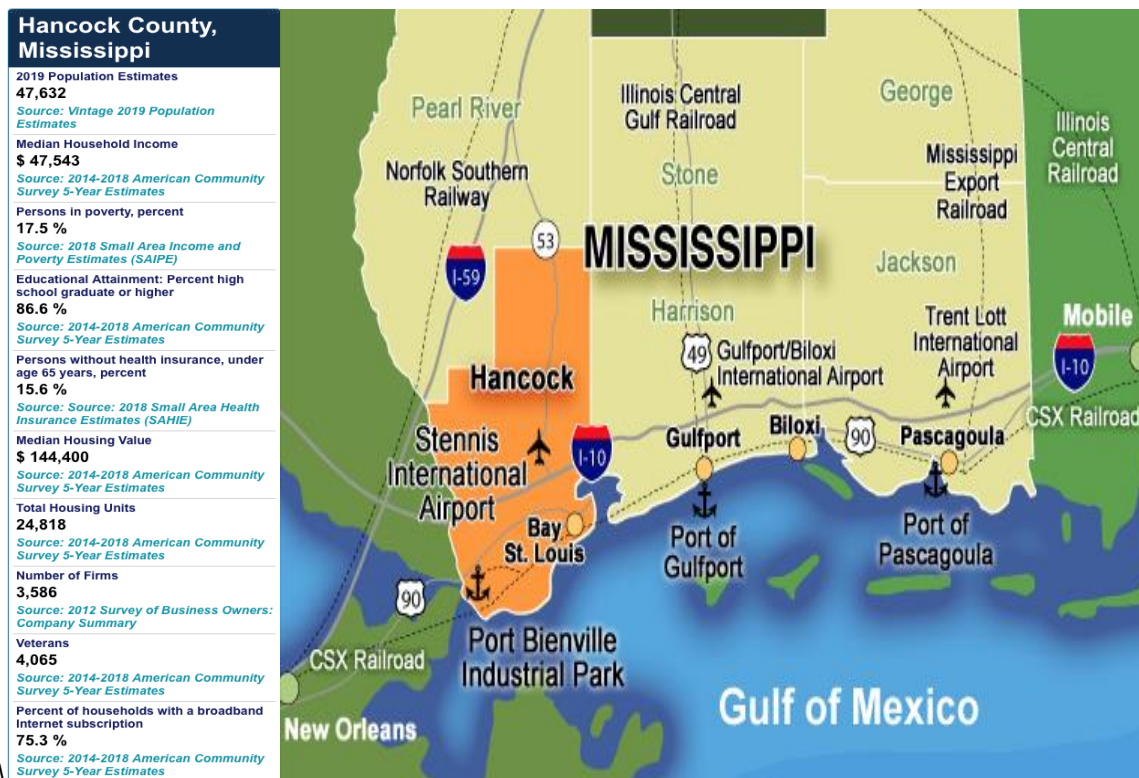 Hancock County,
Mississippi
2019 Population Estimates
47,632
Source: Vintage 2019 Population
Estimates
Median Household Income
$ 47,543
Source: 2014-2018 American Community
Survey 5-Year Estimates
Persons in poverty, percent
17.5 %
Source: 2018 Small Area Income and
Poverty Estimates (SAIPE)
Educational Attainment: Percent high
school graduate or higher
86.6 %
Source: 2014-2018 American Community
Survey 5-Year Estimates
Persons without health insurance, under
age 65 years, percent
15.6 %
Source: Source: 2018 Small Area Health
Insurance Estimates (SAHIE)
Median Housing Value
$ 144,400
Source: 2014-2018 American Community
Survey 5-Year Estimates
Total Housing Units
24,818
Source: 2014-2018 American Community
Survey 5-Year Estimates
Number of Firms
3,586
Source: 2012 Survey of Business Owners:
Company Summary
Veterans
4,065
Source: 2014-2018 American Community
Survey 5-Year Estimates
Percent of households with a broadband
Internet subscription
75.3 %
Source: 2014-2018 American Community
Survey 5-Year Estimates
Pearl River
Illinois Central
Gulf Railroad
George
Illinois
Central
Railroad
Norfolk Southern
Railway
Stone
Mississippi
Export
Railroad
53
MISSISSIPPI
I-59
Jackson
Harrison
Trent Lott
International
Airport
Mobile
49
Gulfport/Biloxi
International Airport
I-10
Hancock
CSX Railroad
Stennis
International
Airport
I-10
Gulfport
Biloxi
90
Pascagoula
Bay
St. Louis
Port of
Gulfport
Port of
Pascagoula
90
Port Bienville
Industrial Park
CSX Railroad
New Orleans
Gulf of Mexico